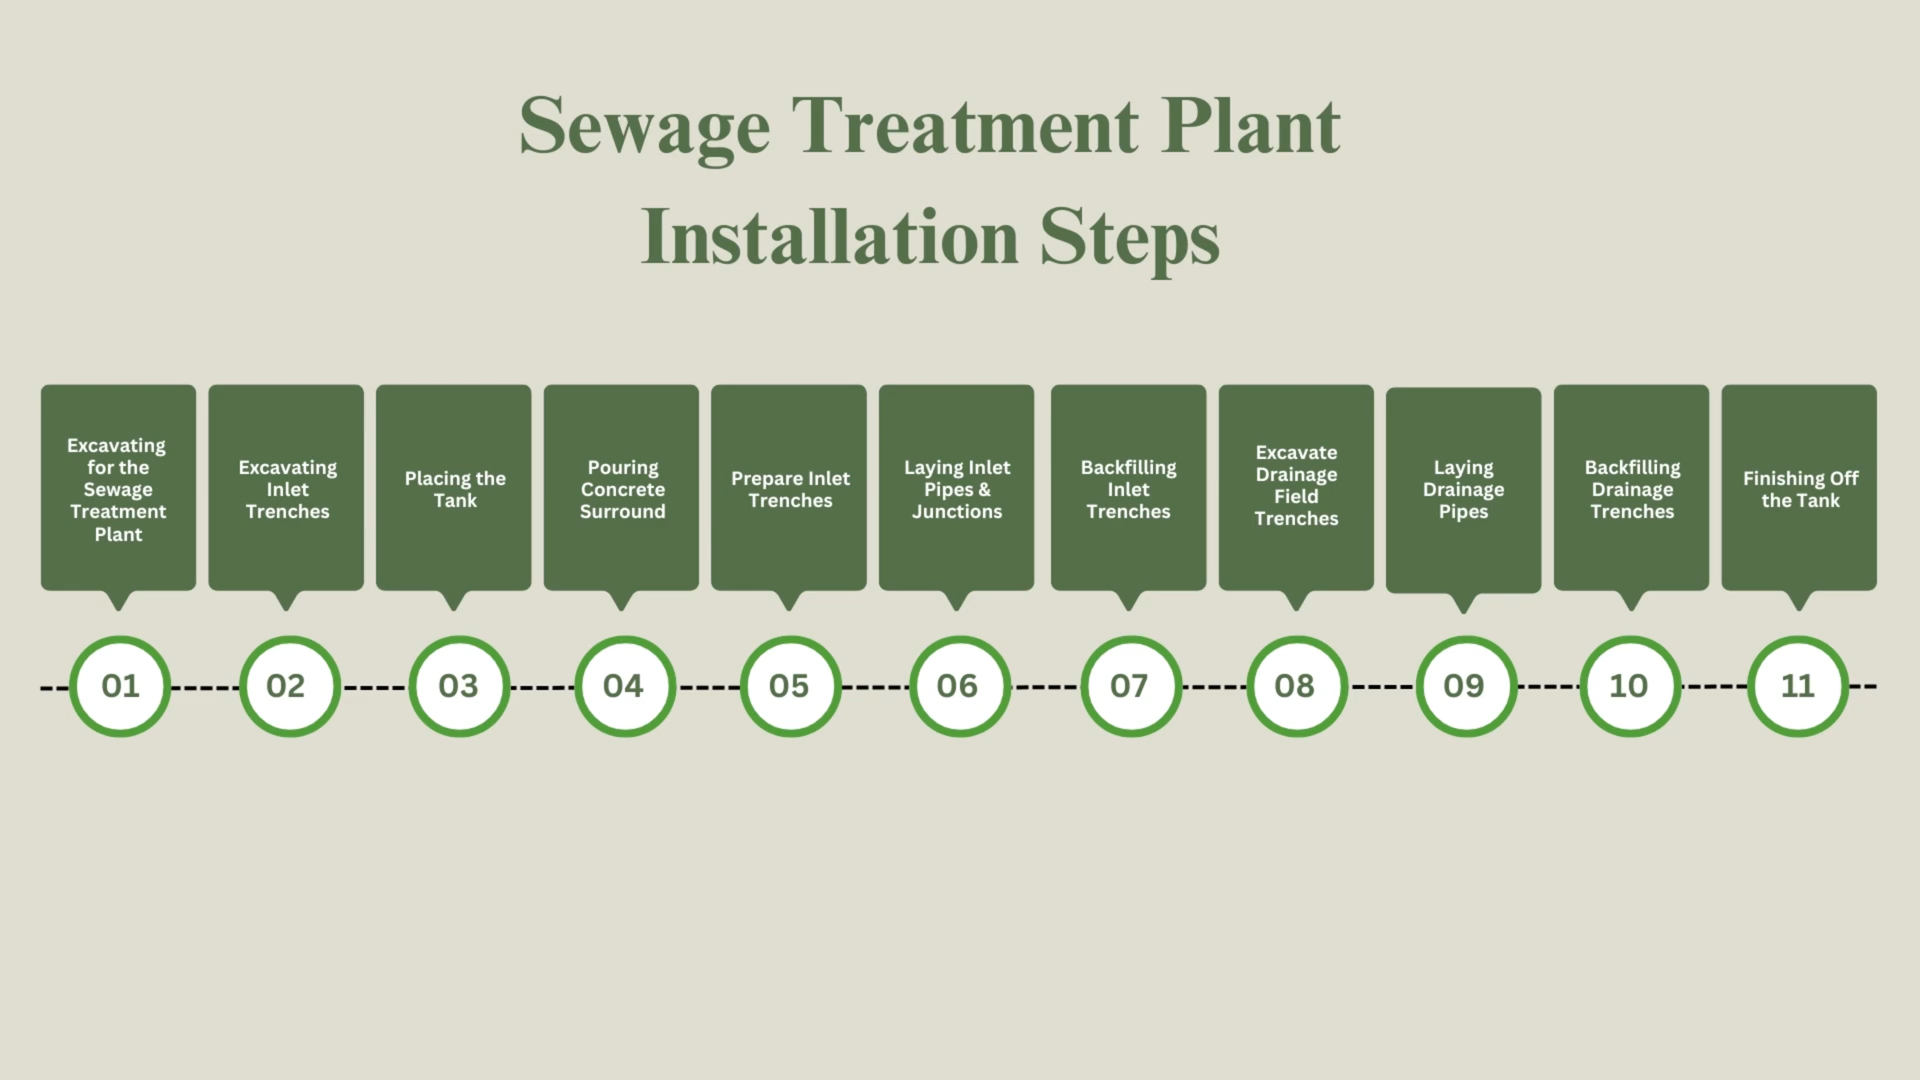 Sewage Treatment Plant
Installation Steps
Excavating
for the
Sewage
Treatment
Plant
Excavating
Inlet
Trenches
Placing the
Tank
Pouring
Concrete
Surround
Prepare Inlet
Trenches
Laying Inlet
Pipes &
Junctions
Backfilling
Inlet
Trenches
Excavate
Drainage
Field
Trenches
Laying
Drainage
Pipes
Backfilling
Drainage
Trenches
Finishing Off
the Tank
01
02
03
04
05
06
07
08
09
10
11